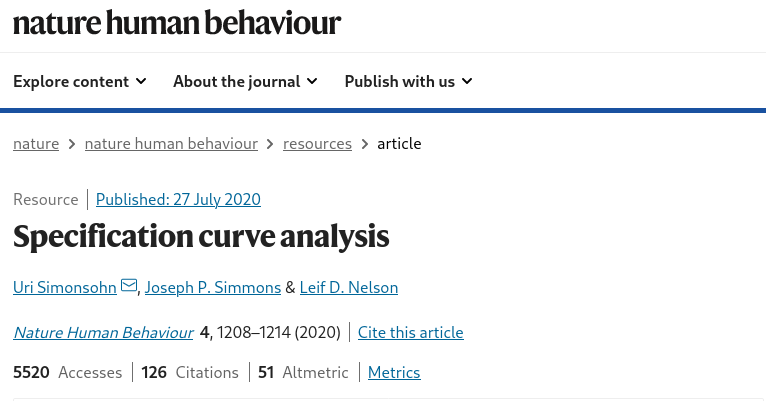 nature human behaviour
Explore content About the journal Publish with us
nature > nature human behaviour > resources > article
Resource | Published: 27 July 2020
Specification curve analysis
Uri Simonsohn, Joseph P. Simmons & Leif D. Nelson
Nature Human Behaviour 4, 1208–1214 (2020) | Cite this article
5520 Accesses | 126 Citations | 51 Altmetric | Metrics